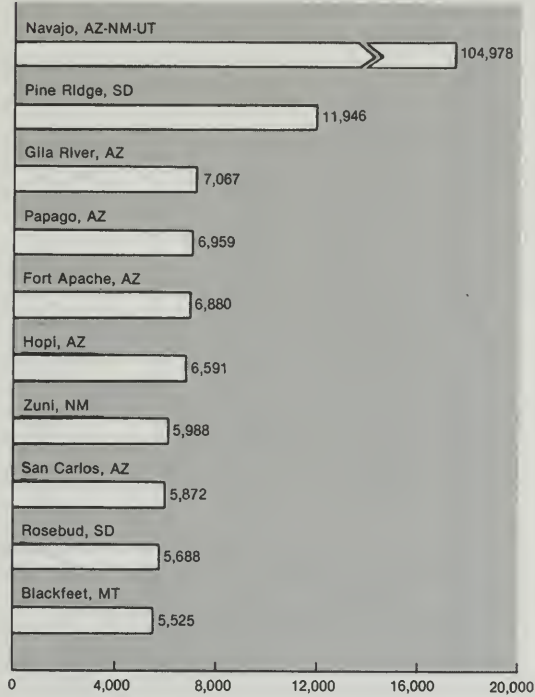 Navajo, AZ-NM-UT
104,978
Pine Ridge, SD
11,946
Gila River, AZ
7,067
Papago, AZ
6,959
Fort Apache, AZ
6,880
Hopi, AZ
6,591
Zuni, NM
5,988
San Carlos, AZ
5,872
Rosebud, SD
5,688
Blackfeet, MT
5,525
0 4,000 8,000 12,000 16,000 20,000